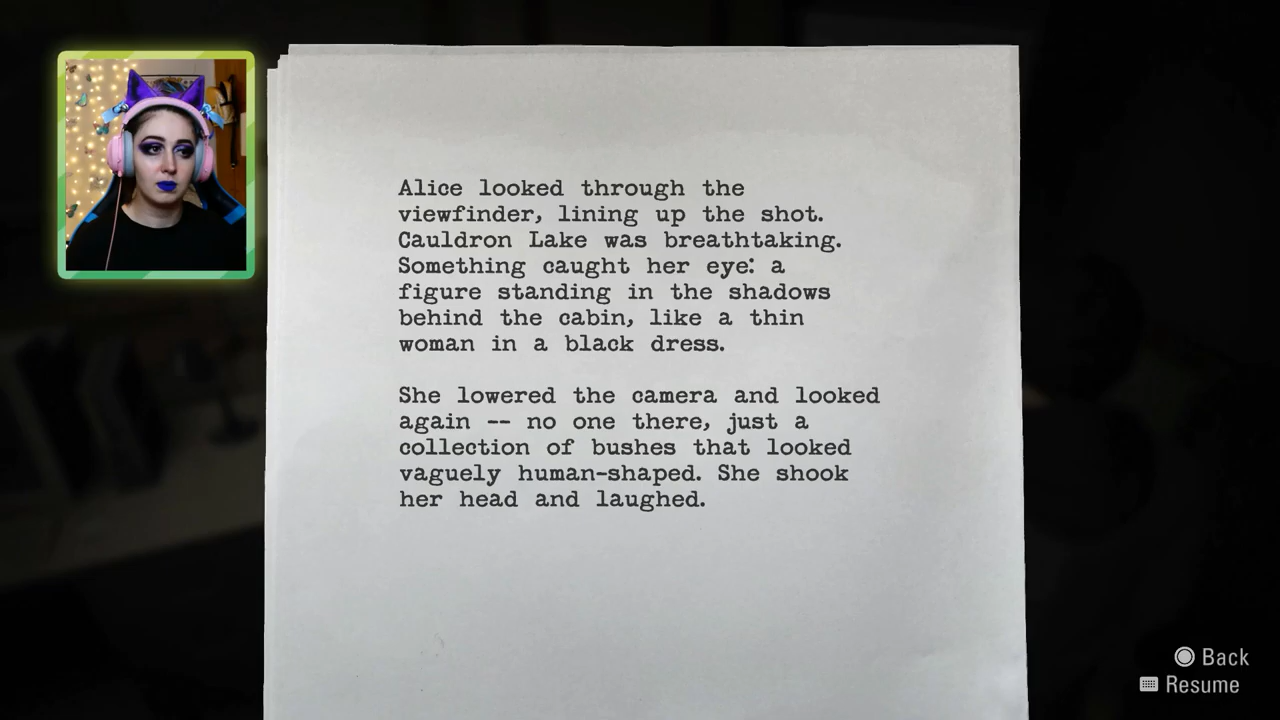 Alice looked through the
viewfinder, lining up the shot.
Cauldron Lake was breathtaking.
Something caught her eye: a
figure standing in the shadows
behind the cabin, like a thin
woman in a black dress.
She lowered the camera and looked
again -- no one there, just a
collection of bushes that looked
vaguely human-shaped. She shook
her head and laughed.
Back
Resume